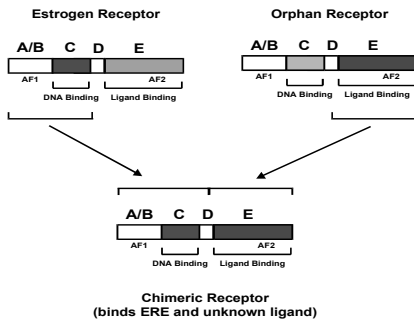 Estrogen Receptor
A/B C D E
AF1 AF2
DNA Binding Ligand Binding
Orphan Receptor
A/B C D E
AF1 AF2
DNA Binding Ligand Binding
A/B C D E
AF1 AF2
DNA Binding Ligand Binding
Chimeric Receptor
(binds ERE and unknown ligand)